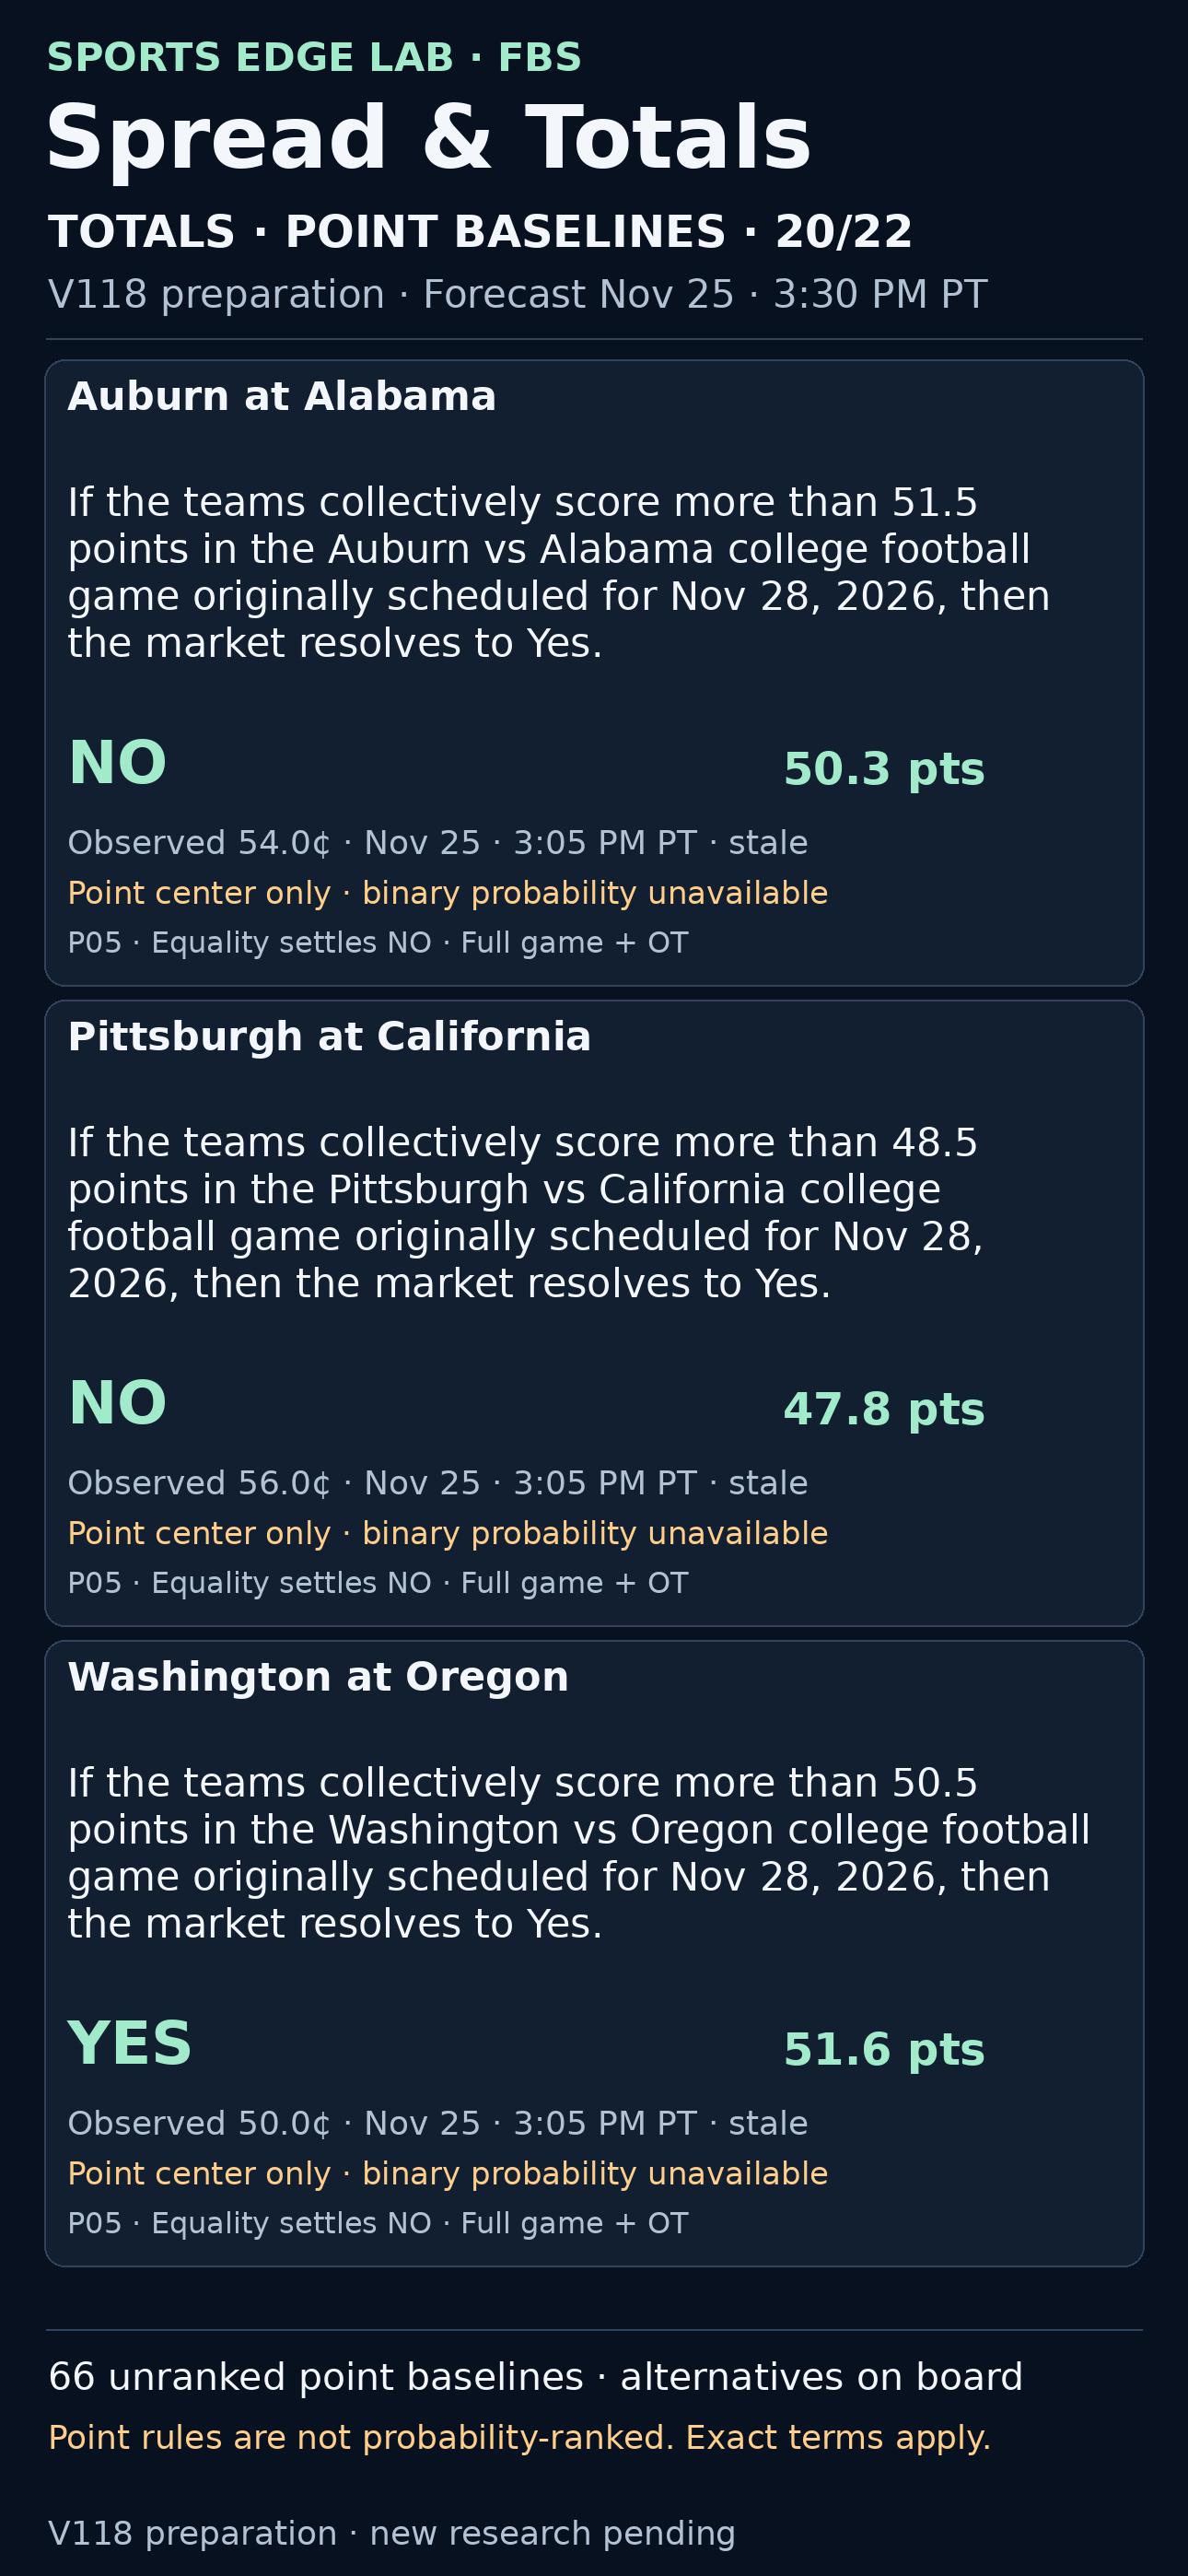 SPORTS EDGE LAB · FBS
Spread & Totals
TOTALS · POINT BASELINES · 20/22
V118 preparation · Forecast Nov 25 · 3:30 PM PT
Auburn at Alabama
If the teams collectively score more than 51.5
points in the Auburn vs Alabama college football
game originally scheduled for Nov 28, 2026, then
the market resolves to Yes.
NO 50.3 pts
Observed 54.0¢ · Nov 25 · 3:05 PM PT · stale
Point center only · binary probability unavailable
P05 · Equality settles NO · Full game + OT
Pittsburgh at California
If the teams collectively score more than 48.5
points in the Pittsburgh vs California college
football game originally scheduled for Nov 28,
2026, then the market resolves to Yes.
NO 47.8 pts
Observed 56.0¢ · Nov 25 · 3:05 PM PT · stale
Point center only · binary probability unavailable
P05 · Equality settles NO · Full game + OT
Washington at Oregon
If the teams collectively score more than 50.5
points in the Washington vs Oregon college football
game originally scheduled for Nov 28, 2026, then
the market resolves to Yes.
YES 51.6 pts
Observed 50.0¢ · Nov 25 · 3:05 PM PT · stale
Point center only · binary probability unavailable
P05 · Equality settles NO · Full game + OT
66 unranked point baselines · alternatives on board
Point rules are not probability-ranked. Exact terms apply.
V118 preparation · new research pending